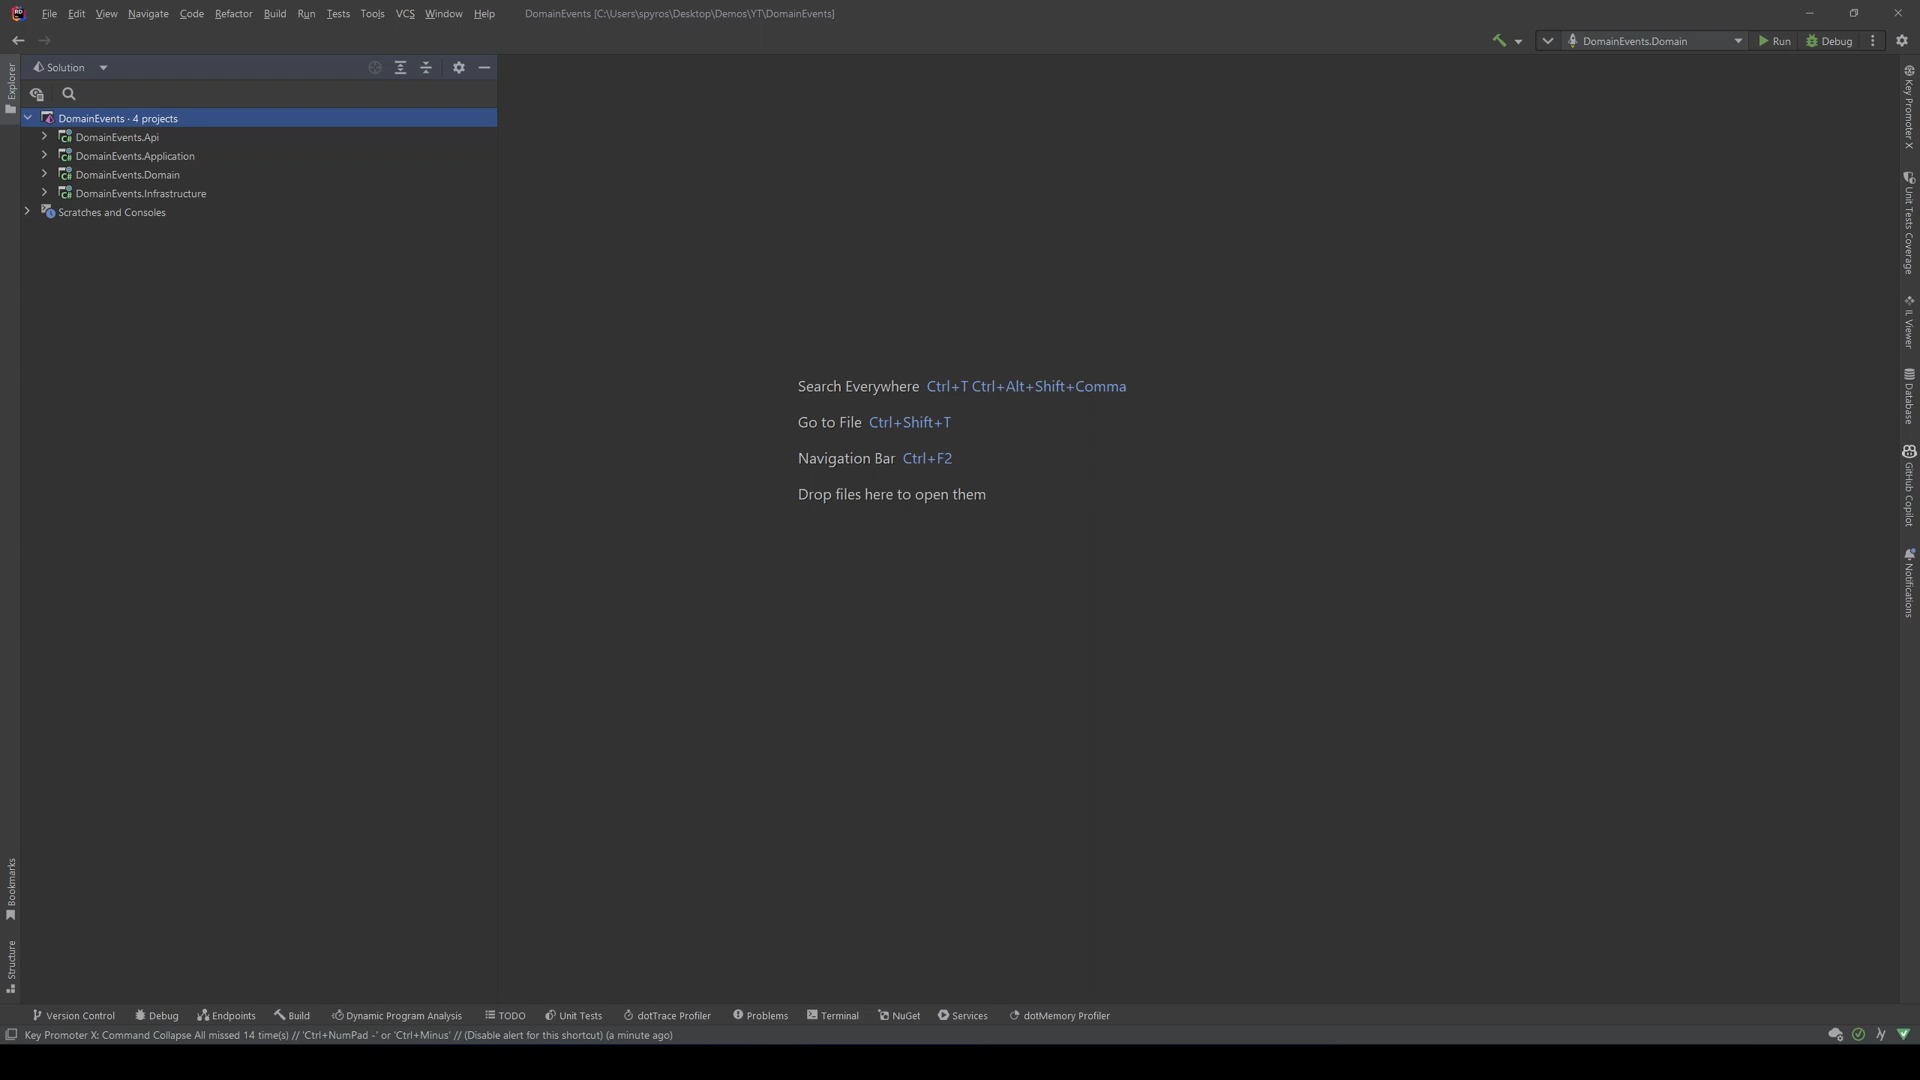 File Edit View Navigate Code Refactor Build Run Tests Tools VCS Window Help DomainEvents [C:\Users\spyros\Desktop\Demos\YT\DomainEvents]
DomainEvents.Domain Run Debug
Solution
DomainEvents · 4 projects
DomainEvents.Api
DomainEvents.Application
DomainEvents.Domain
DomainEvents.Infrastructure
Scratches and Consoles
Explorer
Bookmarks
Structure
Search Everywhere Ctrl+T Ctrl+Alt+Shift+Comma
Go to File Ctrl+Shift+T
Navigation Bar Ctrl+F2
Drop files here to open them
Key Promoter X
Unit Tests Coverage
IL Viewer
Database
GitHub Copilot
Notifications
Version Control Debug Endpoints Build Dynamic Program Analysis TODO Unit Tests dotTrace Profiler Problems Terminal NuGet Services dotMemory Profiler
Key Promoter X: Command Collapse All missed 14 time(s) // 'Ctrl+NumPad -' or 'Ctrl+Minus' // (Disable alert for this shortcut) (a minute ago)